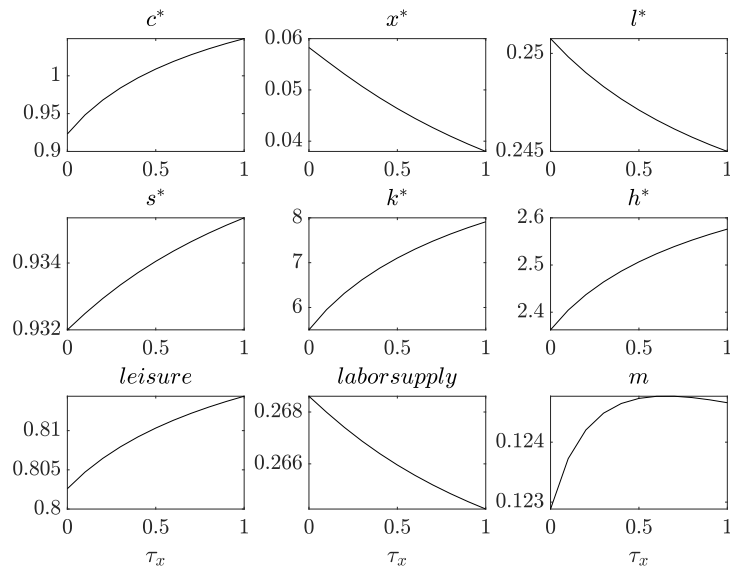 c* x* l*
1 0.06 0.25
0.95 0.05
0.9 0.04 0.245
0 0.5 1 0 0.5 1 0 0.5 1
s* k* h*
8 2.6
0.934 7 2.5
6 2.4
0.932
0 0.5 1 0 0.5 1 0 0.5 1
leisure laborsupply m
0.81 0.268 0.124
0.805 0.266
0.8 0.123
0 0.5 1 0 0.5 1 0 0.5 1
τₓ τₓ τₓ